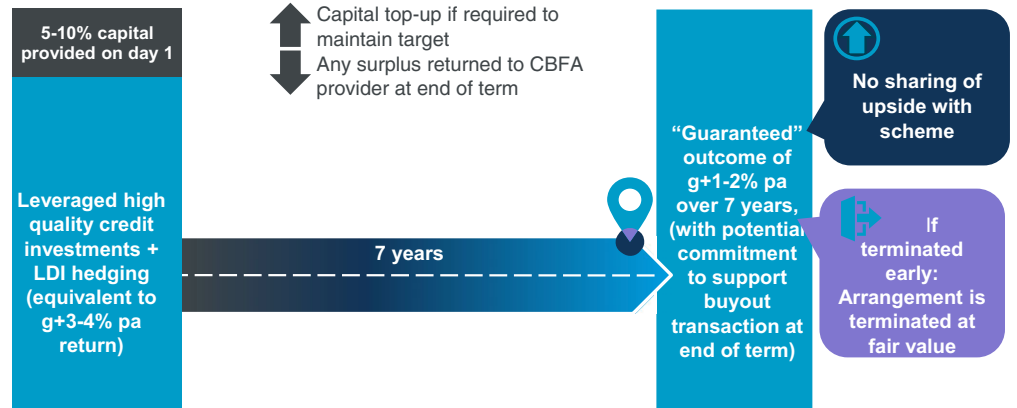 5-10% capital
provided on day 1
Leveraged high
quality credit
investments +
LDI hedging
(equivalent to
g+3-4% pa
return)
Capital top-up if required to
maintain target
Any surplus returned to CBFA
provider at end of term
7 years
“Guaranteed”
outcome of
g+1-2% pa
over 7 years,
(with potential
commitment
to support
buyout
transaction at
end of term)
No sharing of
upside with
scheme
If
terminated
early:
Arrangement is
terminated at
fair value